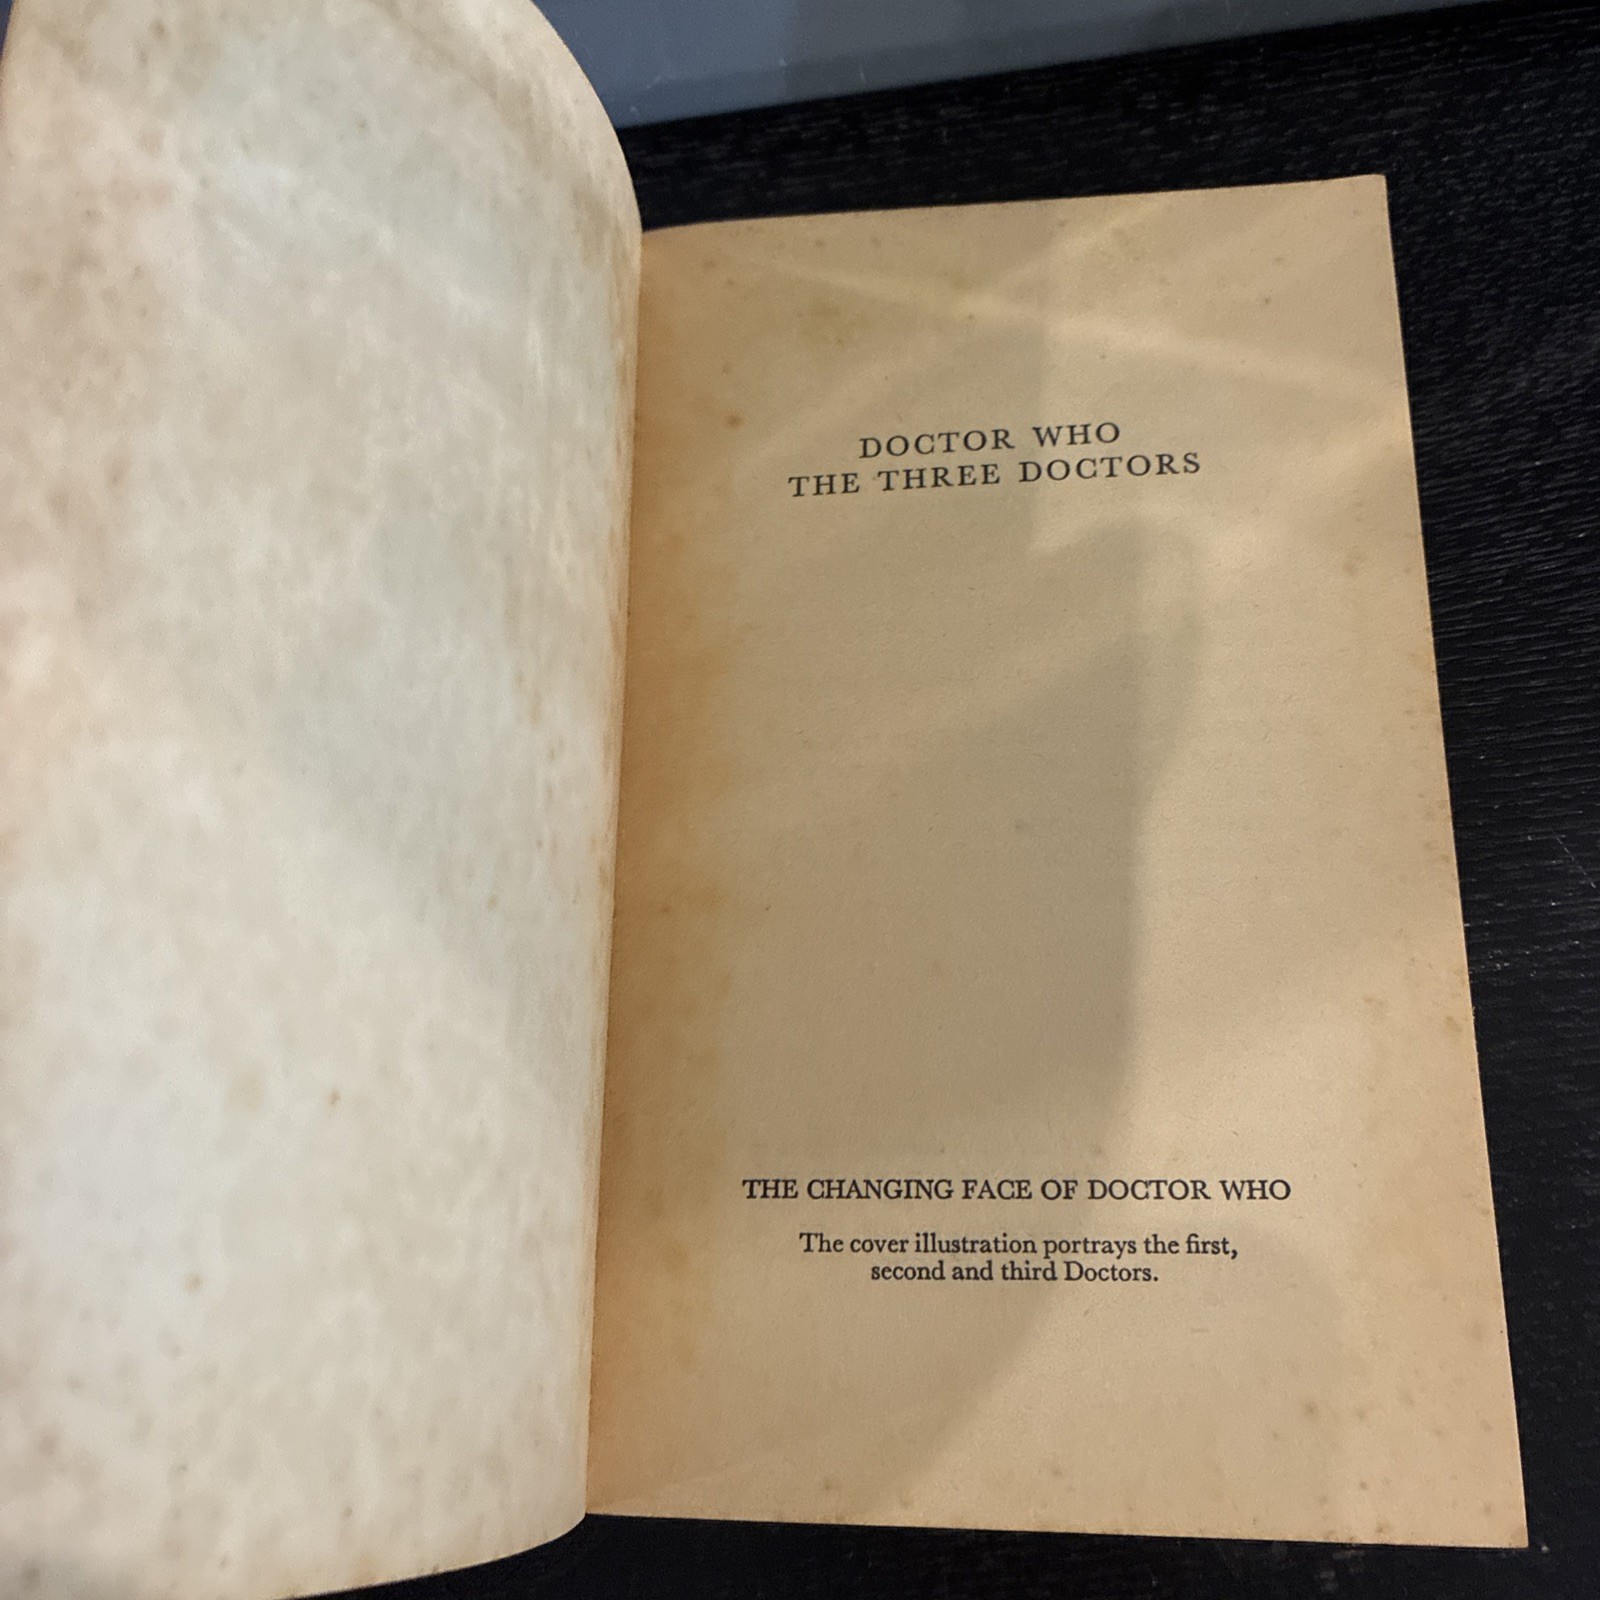 DOCTOR WHO
THE THREE DOCTORS
THE CHANGING FACE OF DOCTOR WHO
The cover illustration portrays the first,
second and third Doctors.